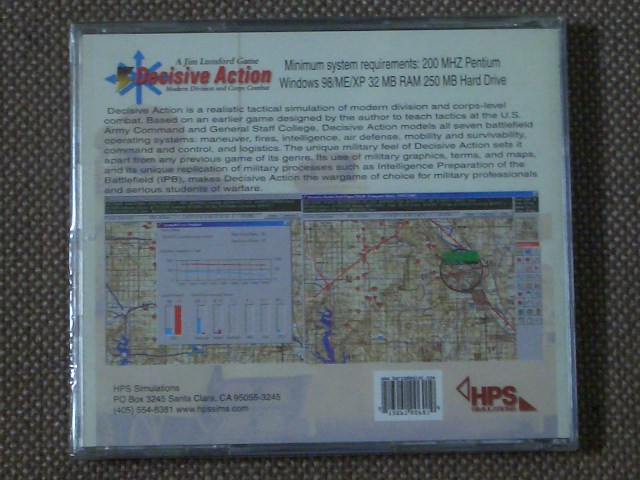 A Jim Lunsford Game
Decisive Action
Modern Division and Corps Combat
Minimum system requirements: 200 MHZ Pentium
Windows 98/ME/XP 32 MB RAM 250 MB Hard Drive
Decisive Action is a realistic tactical simulation of modern division and corps-level
combat. Based on an earlier game designed by the author to teach tactics at the U.S.
Army Command and General Staff College, Decisive Action models all seven battlefield
operating systems: maneuver, fires, intelligence, air defense, mobility and survivability,
command and control, and logistics. The unique military feel of Decisive Action sets it
apart from any previous game of its genre. Its use of military graphics, terms, and maps,
and its unique replication of military processes such as Intelligence Preparation of the
Battlefield (IPB), makes Decisive Action the wargame of choice for military professionals
and serious students of warfare.
HPS Simulations
PO Box 3245 Santa Clara, CA 95055-3245
(405) 554-8381 www.hpssims.com
HPS
SIMULATIONS